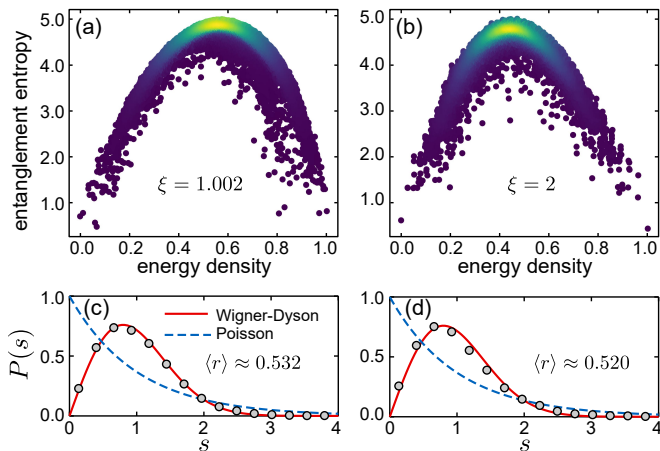 (a)
entanglement entropy
5.0
4.0
3.0
2.0
1.0
ξ = 1.002
0.0 0.2 0.4 0.6 0.8 1.0
energy density
(b)
5.0
4.0
3.0
2.0
1.0
ξ = 2
0.0 0.2 0.4 0.6 0.8 1.0
energy density
(c)
P(s)
1.0
0.5
0.0
Wigner-Dyson
Poisson
⟨r⟩ ≈ 0.532
0 1 2 3 4
s
(d)
1.0
0.5
0.0
⟨r⟩ ≈ 0.520
0 1 2 3 4
s